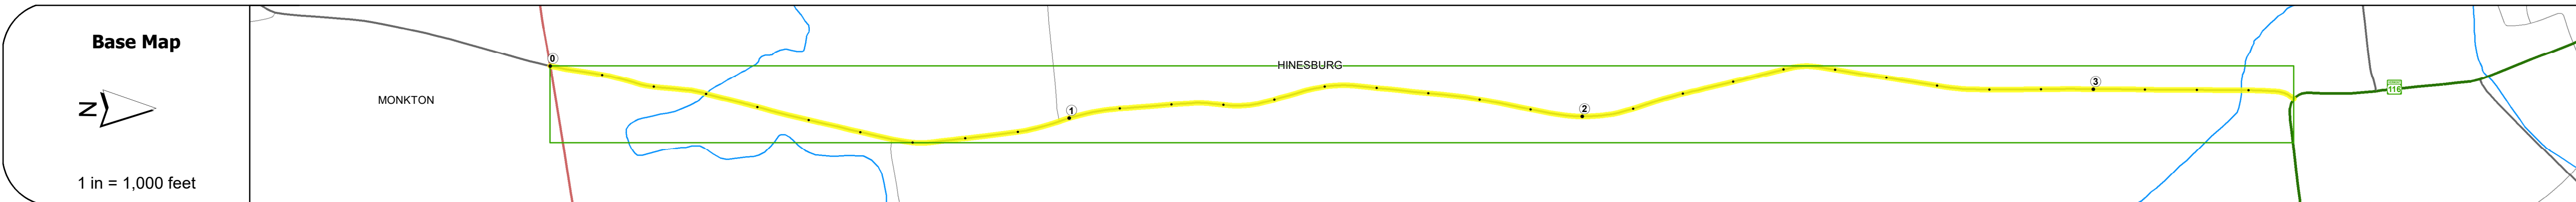 Base Map
N
1 in = 1,000 feet
MONKTON
0
1
HINESBURG
2
3
116